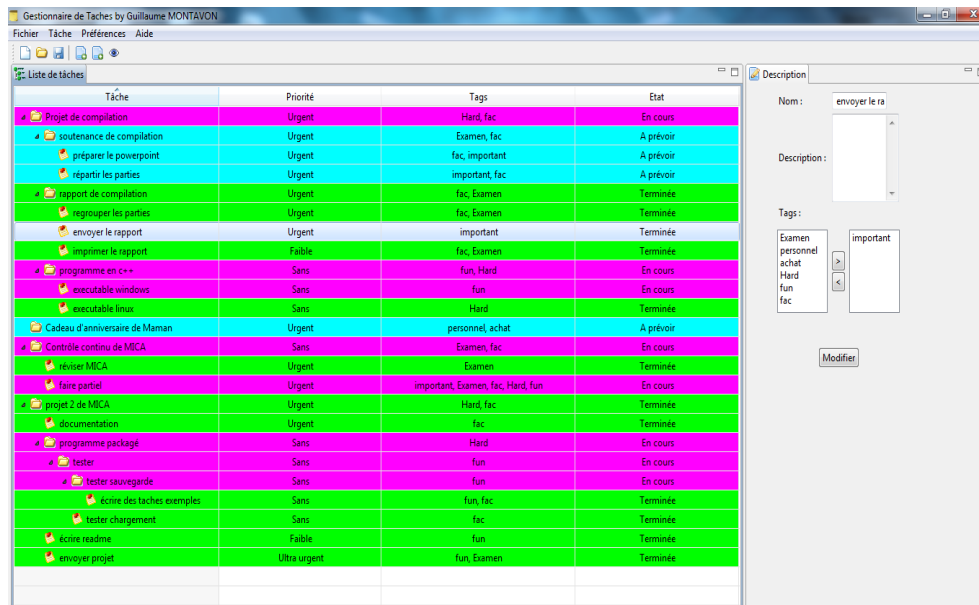 Gestionnaire de Taches by Guillaume MONTAVON
Fichier Tâche Préférences Aide
Liste de tâches
Tâche Priorité Tags Etat
Projet de compilation Urgent Hard, fac En cours
soutenance de compilation Urgent Examen, fac A prévoir
préparer le powerpoint Urgent fac, important A prévoir
répartir les parties Urgent important, fac A prévoir
rapport de compilation Urgent fac, Examen Terminée
regrouper les parties Urgent fac, Examen Terminée
envoyer le rapport Urgent important Terminée
imprimer le rapport Faible fac, Examen Terminée
programme en c++ Sans fun, Hard En cours
executable windows Sans fun En cours
executable linux Sans Hard Terminée
Cadeau d'anniversaire de Maman Urgent personnel, achat A prévoir
Contrôle continu de MICA Sans Examen, fac En cours
réviser MICA Urgent Examen Terminée
faire partiel Urgent important, Examen, fac, Hard, fun En cours
projet 2 de MICA Urgent Hard, fac Terminée
documentation Urgent fac Terminée
programme packagé Sans Hard En cours
tester Sans fun En cours
tester sauvegarde Sans fun En cours
écrire des taches exemples Sans fun, fac Terminée
tester chargement Sans fac Terminée
écrire readme Faible fun Terminée
envoyer projet Ultra urgent fun, Examen Terminée
Description
Nom : envoyer le ra
Description :
Tags :
Examen
personnel
achat
Hard
fun
fac
>
<
important
Modifier